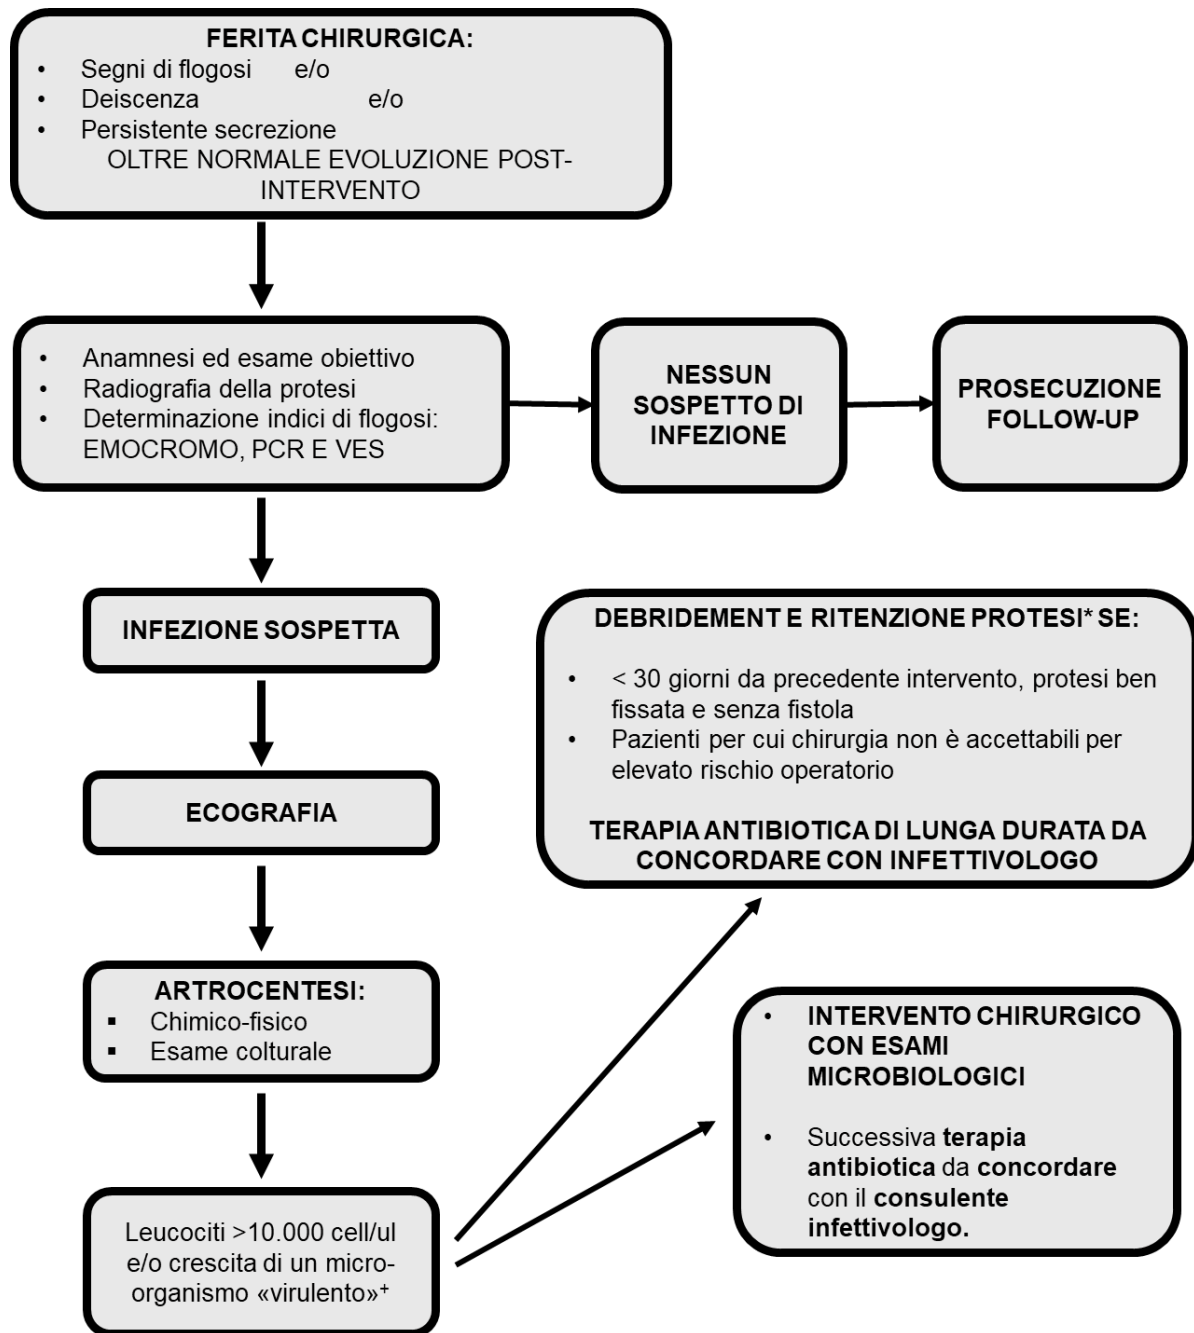 FERITA CHIRURGICA:
• Segni di flogosi e/o
• Deiscenza e/o
• Persistente secrezione
OLTRE NORMALE EVOLUZIONE POST-
INTERVENTO
• Anamnesi ed esame obiettivo
• Radiografia della protesi
• Determinazione indici di flogosi:
EMOCROMO, PCR E VES
NESSUN
SOSPETTO DI
INFEZIONE
PROSECUZIONE
FOLLOW-UP
INFEZIONE SOSPETTA
ECOGRAFIA
ARTROCENTESI:
▪ Chimico-fisico
▪ Esame colturale
Leucociti >10.000 cell/ul
e/o crescita di un micro-
organismo «virulento»⁺
DEBRIDEMENT E RITENZIONE PROTESI* SE:
• < 30 giorni da precedente intervento, protesi ben
fissata e senza fistola
• Pazienti per cui chirurgia non è accettabili per
elevato rischio operatorio
TERAPIA ANTIBIOTICA DI LUNGA DURATA DA
CONCORDARE CON INFETTIVOLOGO
• INTERVENTO CHIRURGICO
CON ESAMI
MICROBIOLOGICI
• Successiva terapia
antibiotica da concordare
con il consulente
infettivologo.